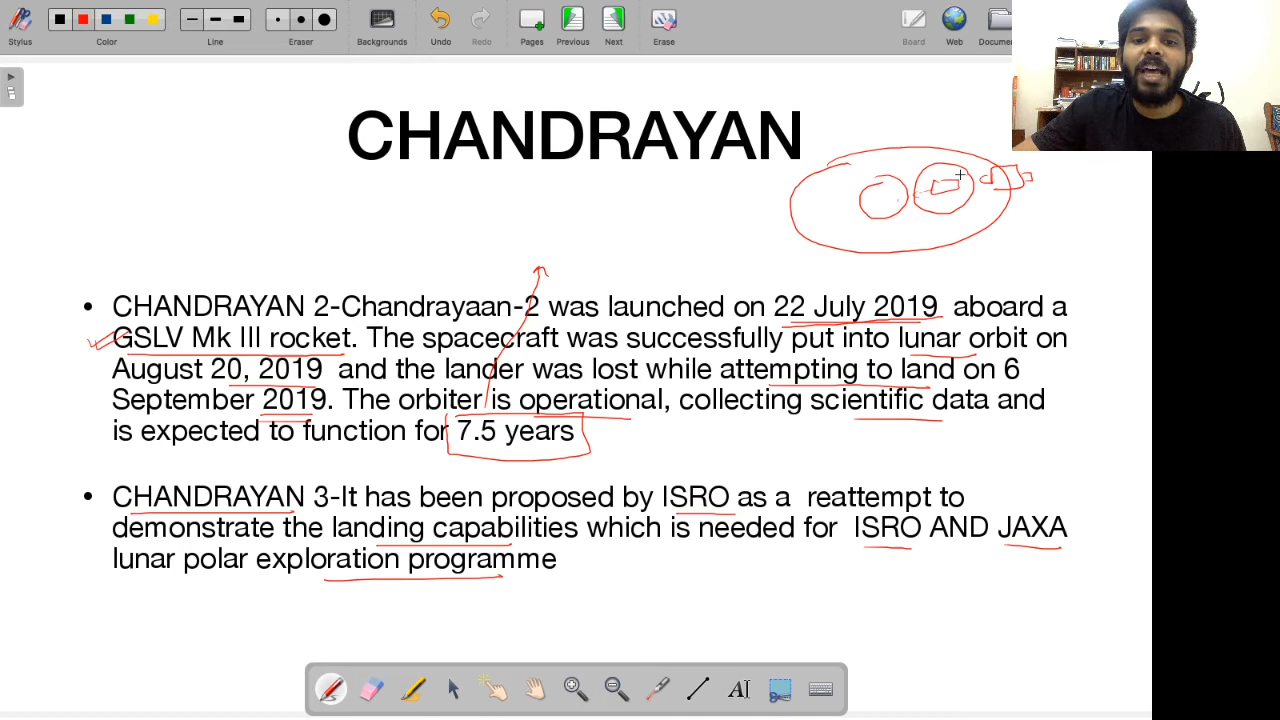 Stylus
Color
Line
Eraser
Backgrounds
Undo
Redo
Pages
Previous
Next
Erase
Board
Web
CHANDRAYAN
• CHANDRAYAN 2-Chandrayaan-2 was launched on 22 July 2019 aboard a
GSLV Mk III rocket. The spacecraft was successfully put into lunar orbit on
August 20, 2019 and the lander was lost while attempting to land on 6
September 2019. The orbiter is operational, collecting scientific data and
is expected to function for 7.5 years
• CHANDRAYAN 3-It has been proposed by ISRO as a reattempt to
demonstrate the landing capabilities which is needed for ISRO AND JAXA
lunar polar exploration programme